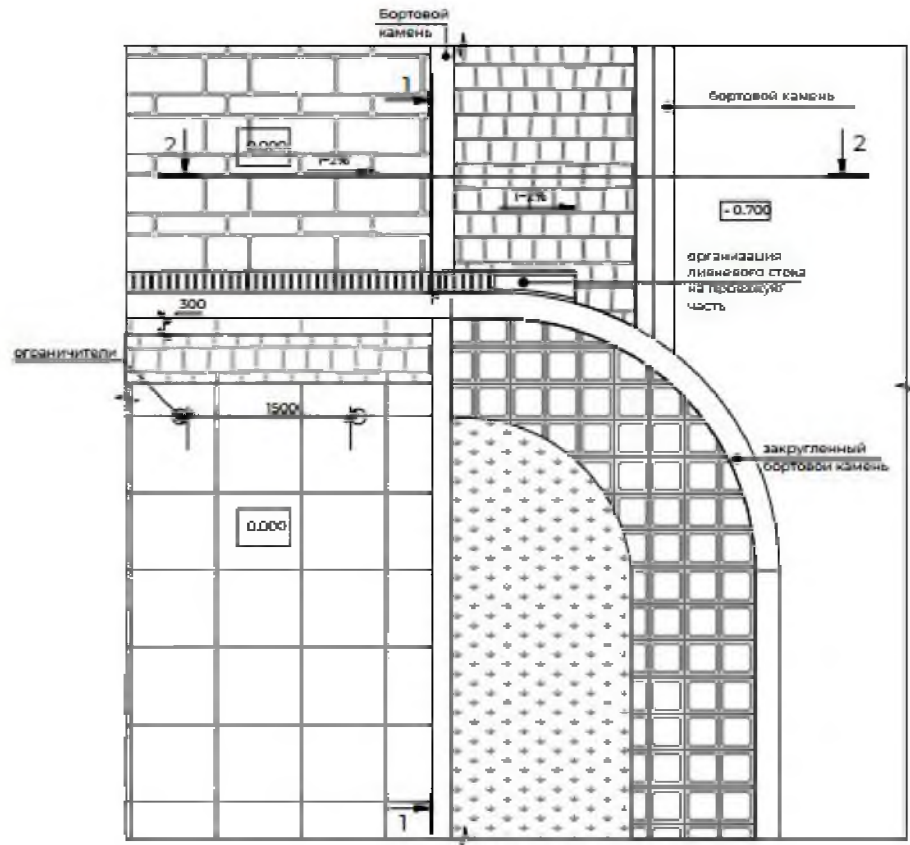 Бортовой
камень
1
бортовой камень
2
2
0.000
i=2%
i=2%
- 0.700
организация
ливневого стока
на проезжую
часть
300
ограничители
1500
закругленный
бортовой камень
0.000
1